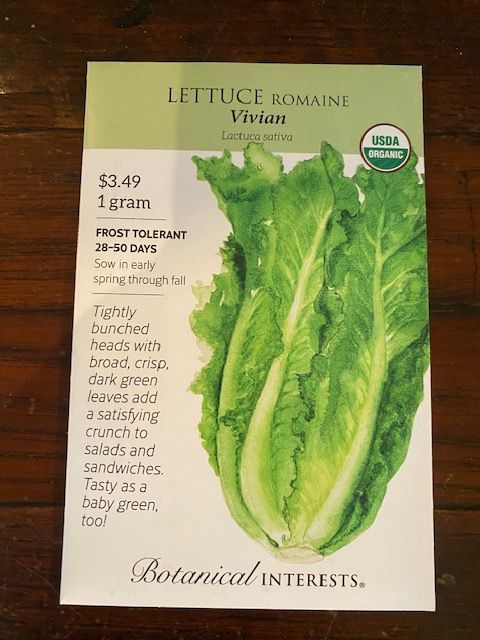 LETTUCE ROMAINE
Vivian
Lactuca sativa
USDA
ORGANIC
$3.49
1 gram
FROST TOLERANT
28–50 DAYS
Sow in early
spring through fall
Tightly
bunched
heads with
broad, crisp,
dark green
leaves add
a satisfying
crunch to
salads and
sandwiches.
Tasty as a
baby green,
too!
Botanical INTERESTS®